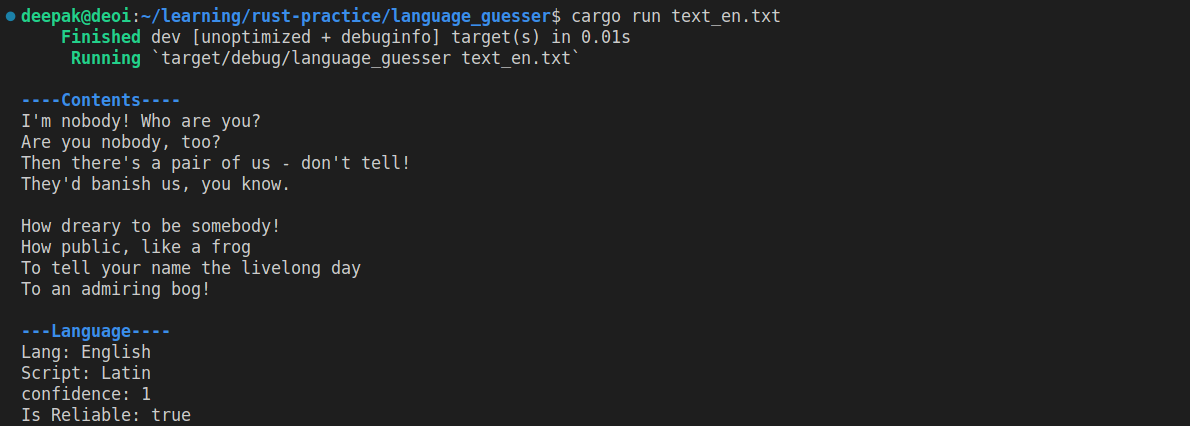 deepak@deoi:~/learning/rust-practice/language_guesser$ cargo run text_en.txt
Finished dev [unoptimized + debuginfo] target(s) in 0.01s
Running `target/debug/language_guesser text_en.txt`
----Contents----
I'm nobody! Who are you?
Are you nobody, too?
Then there's a pair of us - don't tell!
They'd banish us, you know.
How dreary to be somebody!
How public, like a frog
To tell your name the livelong day
To an admiring bog!
---Language----
Lang: English
Script: Latin
confidence: 1
Is Reliable: true